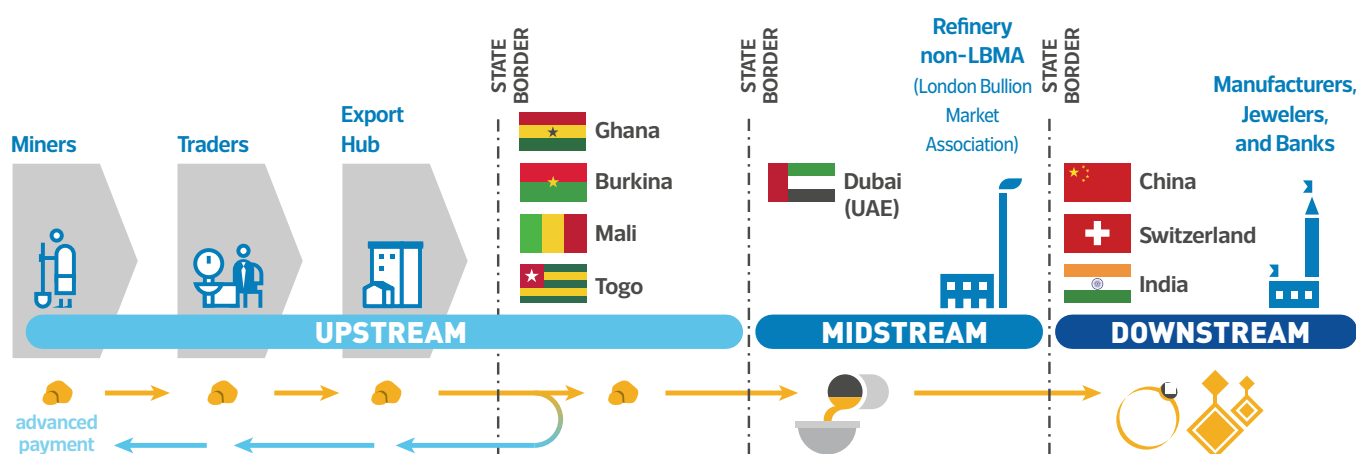 Miners
Traders
Export
Hub
STATE
BORDER
Ghana
Burkina
Mali
Togo
STATE
BORDER
Dubai
(UAE)
Refinery
non-LBMA
(London Bullion
Market
Association)
STATE
BORDER
China
Switzerland
India
Manufacturers,
Jewelers,
and Banks
UPSTREAM
MIDSTREAM
DOWNSTREAM
advanced
payment